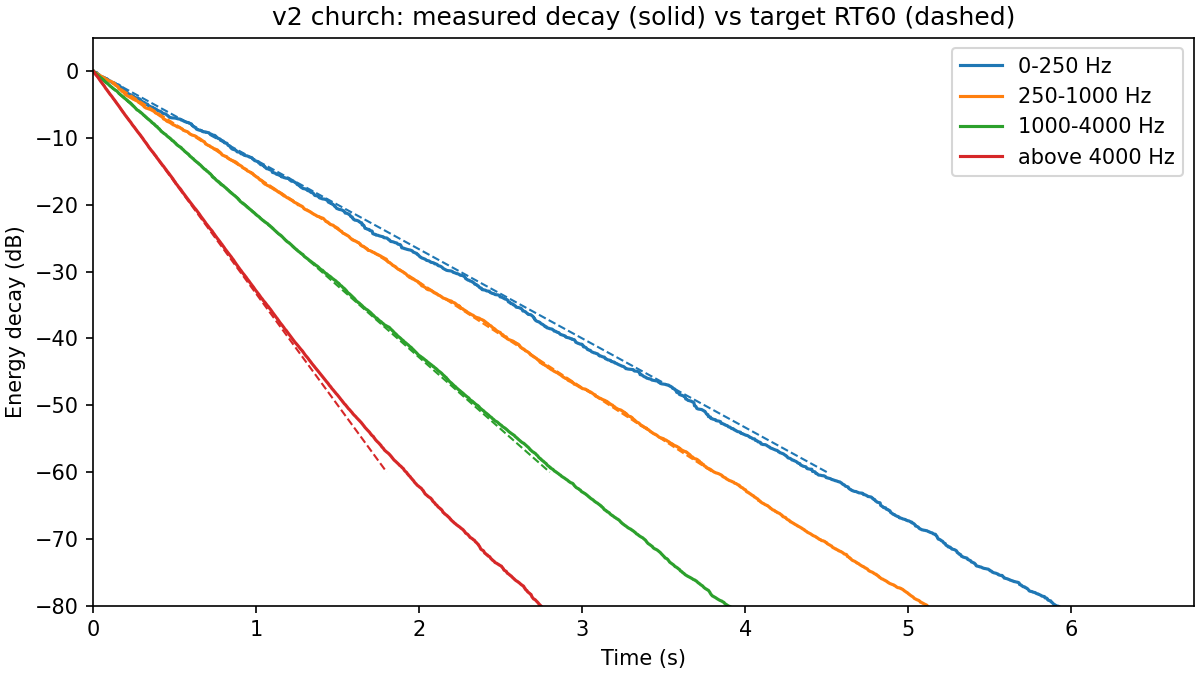 v2 church: measured decay (solid) vs target RT60 (dashed)
0-250 Hz
250-1000 Hz
1000-4000 Hz
above 4000 Hz
Energy decay (dB)
0
−10
−20
−30
−40
−50
−60
−70
−80
0 1 2 3 4 5 6
Time (s)